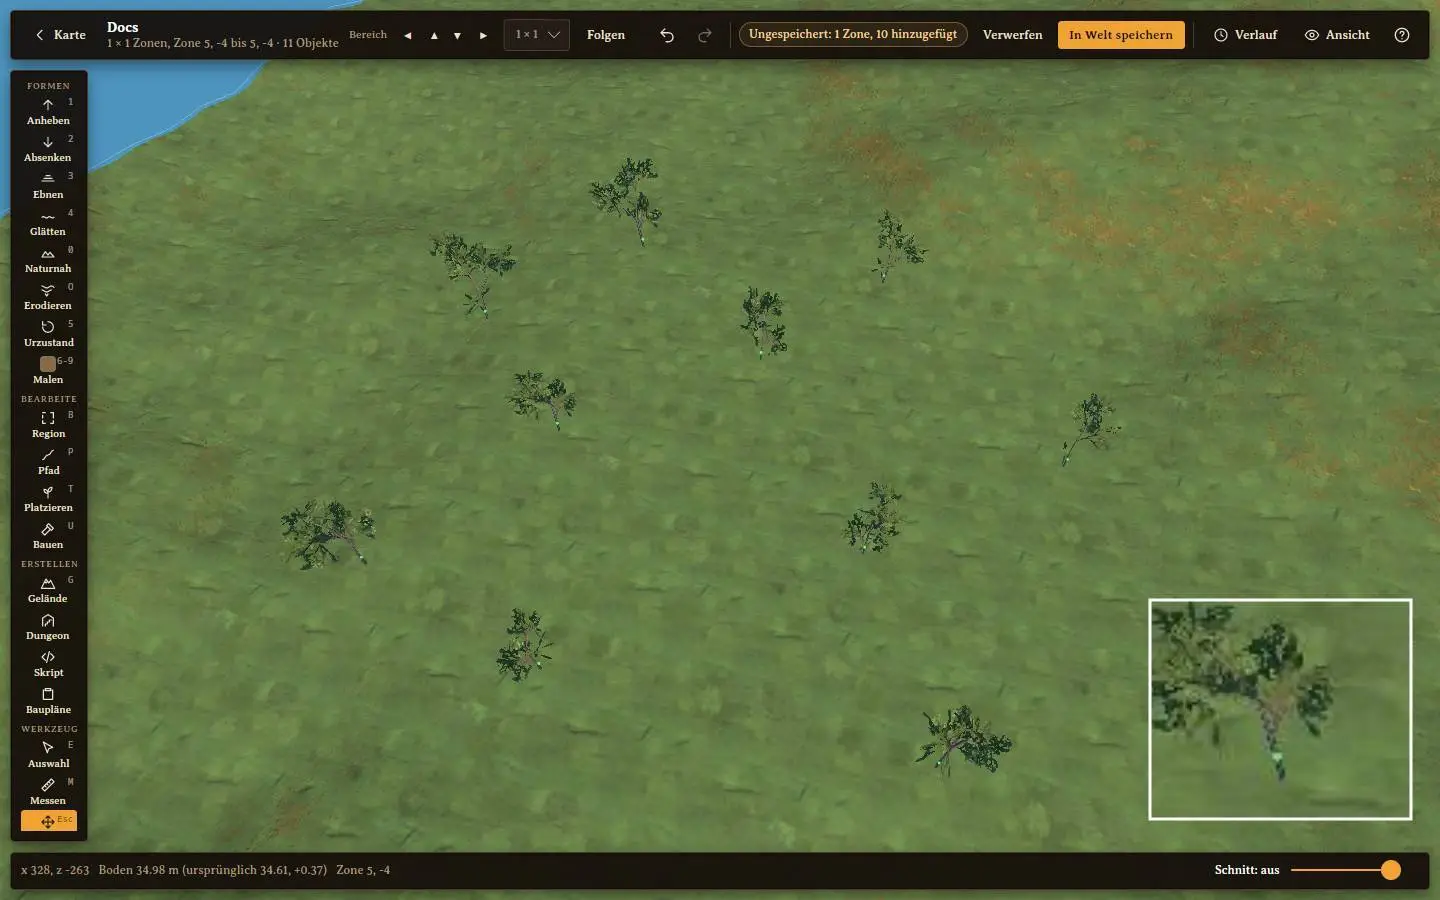 Karte
Docs
1 × 1 Zonen, Zone 5, -4 bis 5, -4 · 11 Objekte
Bereich
1 × 1
Folgen
Ungespeichert: 1 Zone, 10 hinzugefügt
Verwerfen
In Welt speichern
Verlauf
Ansicht
FORMEN
1
Anheben
2
Absenken
3
Ebnen
4
Glätten
0
Naturnah
O
Erodieren
5
Urzustand
6-9
Malen
BEARBEITE
B
Region
P
Pfad
T
Platzieren
U
Bauen
ERSTELLEN
G
Gelände
Dungeon
Skript
Baupläne
WERKZEUG
E
Auswahl
M
Messen
Esc
x 328, z -263 Boden 34.98 m (ursprünglich 34.61, +0.37) Zone 5, -4
Schnitt: aus